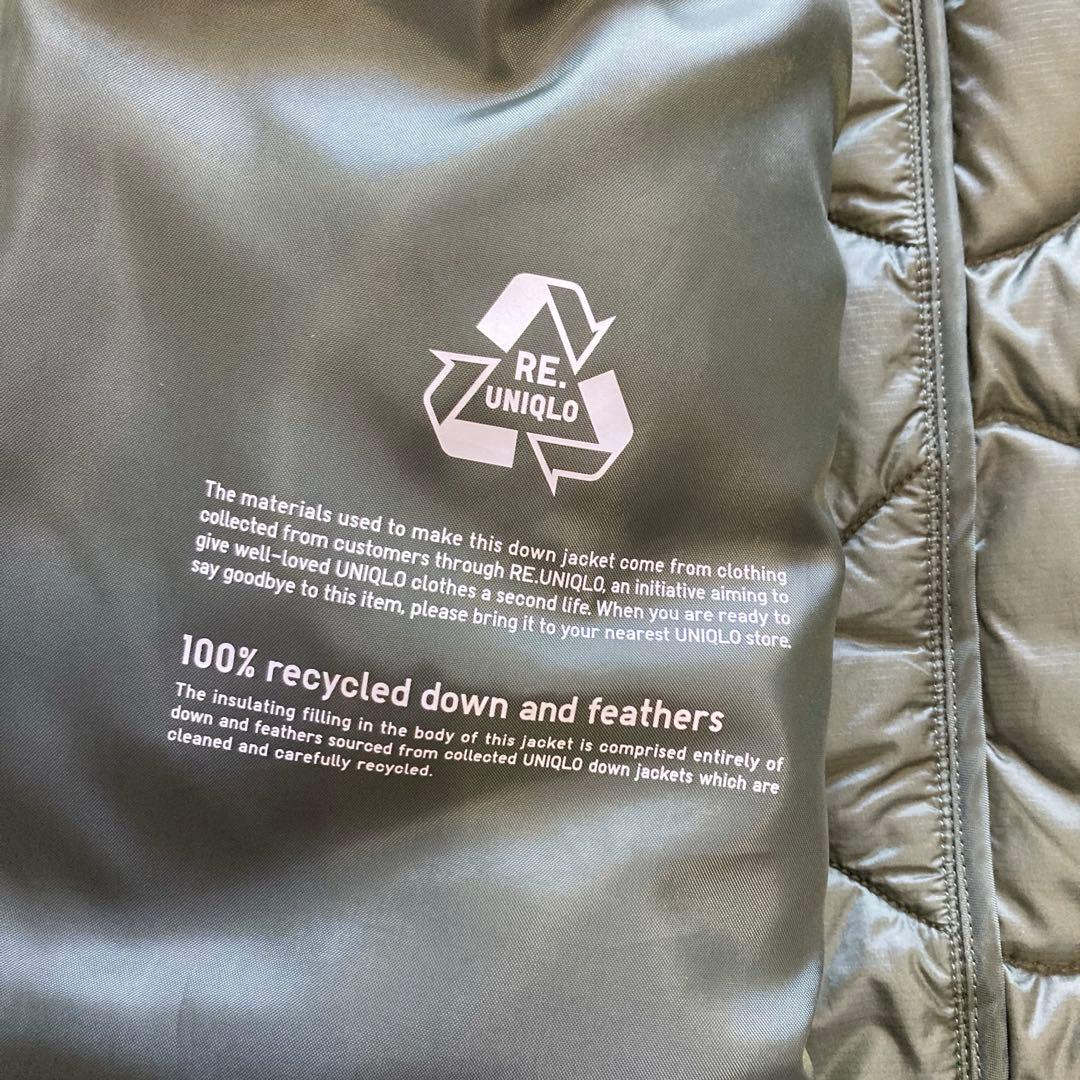 RE.
UNIQLO
The materials used to make this down jacket come from clothing
collected from customers through RE.UNIQLO, an initiative aiming to
give well-loved UNIQLO clothes a second life. When you are ready to
say goodbye to this item, please bring it to your nearest UNIQLO store.
100% recycled down and feathers
The insulating filling in the body of this jacket is comprised entirely of
down and feathers sourced from collected UNIQLO down jackets which are
cleaned and carefully recycled.